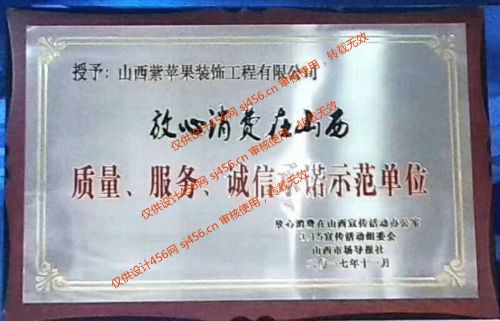 授予：山西紫苹果装饰工程有限公司
放心消费在山西
质量、服务、诚信承诺示范单位
放心消费在山西宣传活动办公室
3.15宣传活动组委会
山西市场导报社
二〇一七年十一月
仅供设计456网 sj456.cn 审核使用，转载无效
仅供设计456网 sj456.cn 审核使用，转载无效
仅供设计456网 sj456.cn 审核使用，转载无效